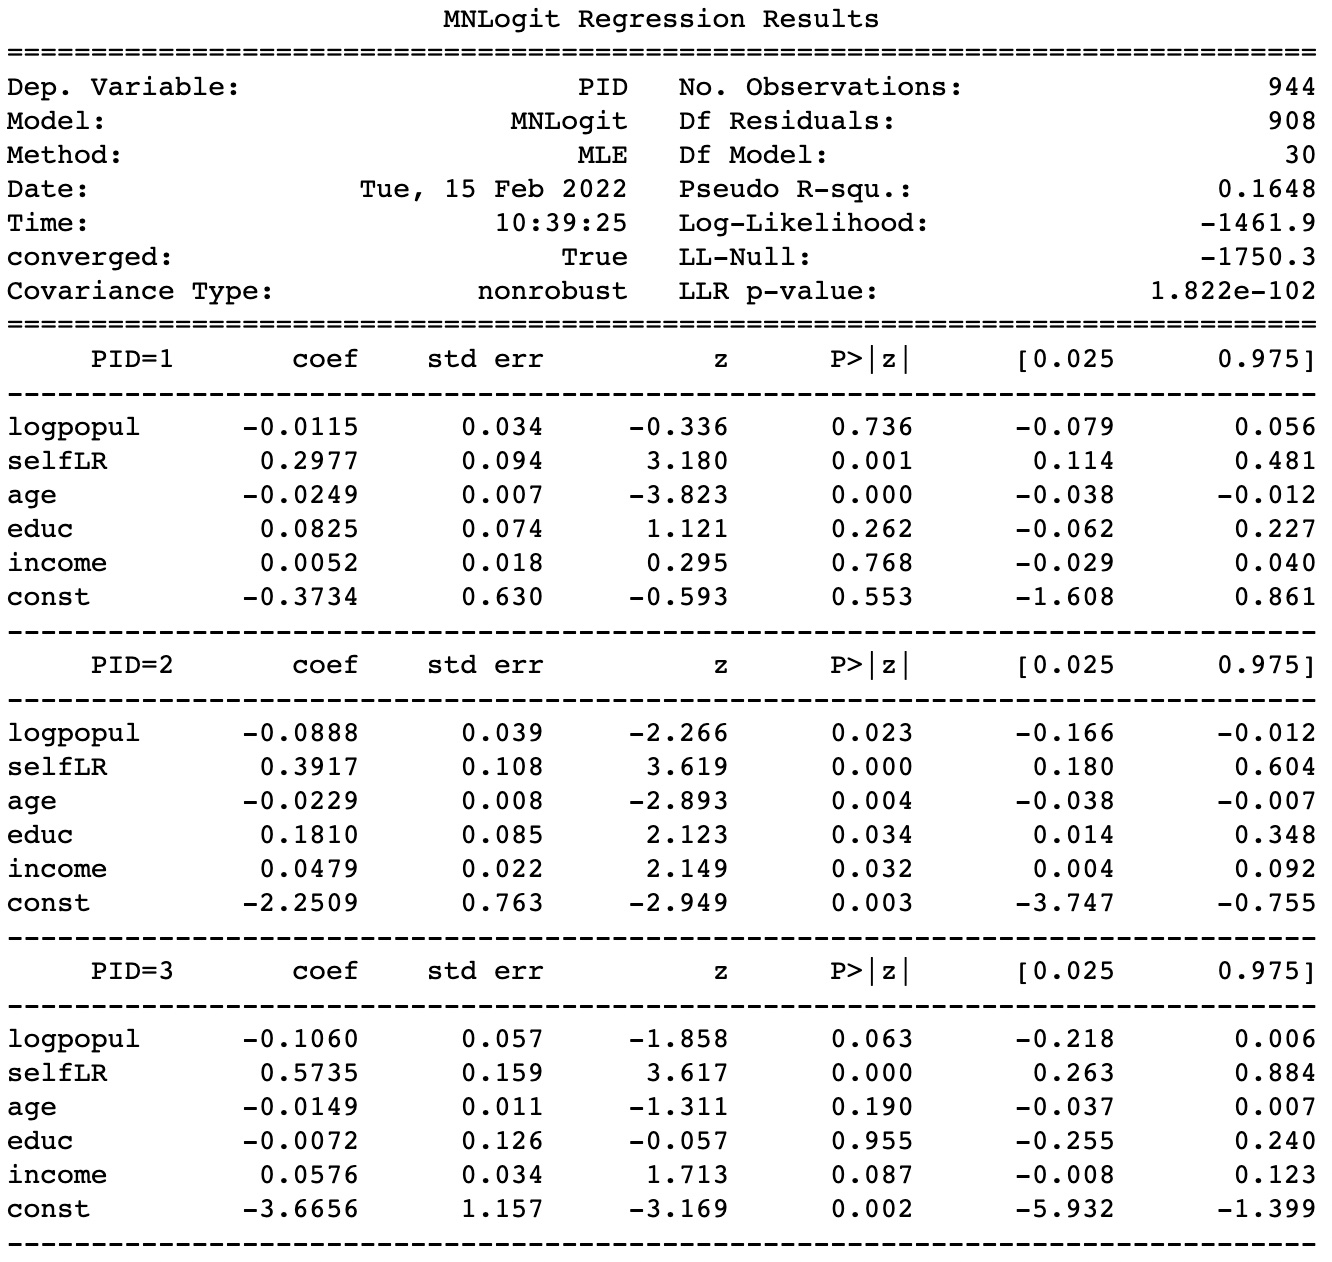 MNLogit Regression Results
==============================================================================
Dep. Variable: PID No. Observations: 944
Model: MNLogit Df Residuals: 908
Method: MLE Df Model: 30
Date: Tue, 15 Feb 2022 Pseudo R-squ.: 0.1648
Time: 10:39:25 Log-Likelihood: -1461.9
converged: True LL-Null: -1750.3
Covariance Type: nonrobust LLR p-value: 1.822e-102
==============================================================================
PID=1 coef std err z P>|z| [0.025 0.975]
------------------------------------------------------------------------------
logpopul -0.0115 0.034 -0.336 0.736 -0.079 0.056
selfLR 0.2977 0.094 3.180 0.001 0.114 0.481
age -0.0249 0.007 -3.823 0.000 -0.038 -0.012
educ 0.0825 0.074 1.121 0.262 -0.062 0.227
income 0.0052 0.018 0.295 0.768 -0.029 0.040
const -0.3734 0.630 -0.593 0.553 -1.608 0.861
------------------------------------------------------------------------------
PID=2 coef std err z P>|z| [0.025 0.975]
------------------------------------------------------------------------------
logpopul -0.0888 0.039 -2.266 0.023 -0.166 -0.012
selfLR 0.3917 0.108 3.619 0.000 0.180 0.604
age -0.0229 0.008 -2.893 0.004 -0.038 -0.007
educ 0.1810 0.085 2.123 0.034 0.014 0.348
income 0.0479 0.022 2.149 0.032 0.004 0.092
const -2.2509 0.763 -2.949 0.003 -3.747 -0.755
------------------------------------------------------------------------------
PID=3 coef std err z P>|z| [0.025 0.975]
------------------------------------------------------------------------------
logpopul -0.1060 0.057 -1.858 0.063 -0.218 0.006
selfLR 0.5735 0.159 3.617 0.000 0.263 0.884
age -0.0149 0.011 -1.311 0.190 -0.037 0.007
educ -0.0072 0.126 -0.057 0.955 -0.255 0.240
income 0.0576 0.034 1.713 0.087 -0.008 0.123
const -3.6656 1.157 -3.169 0.002 -5.932 -1.399
------------------------------------------------------------------------------